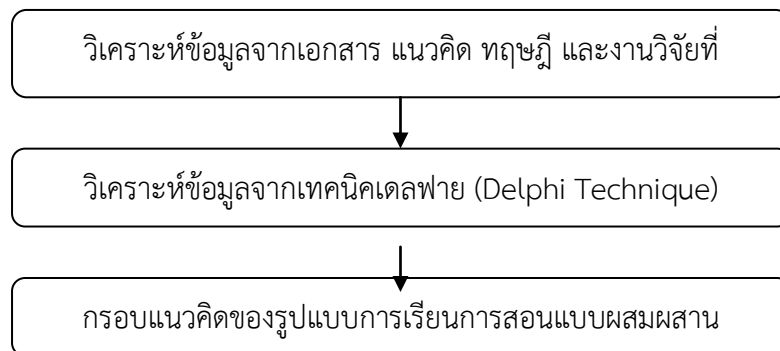 วิเคราะห์ข้อมูลจากเอกสาร แนวคิด ทฤษฎี และงานวิจัยที่
วิเคราะห์ข้อมูลจากเทคนิคเดลฟาย (Delphi Technique)
กรอบแนวคิดของรูปแบบการเรียนการสอนแบบผสมผสาน